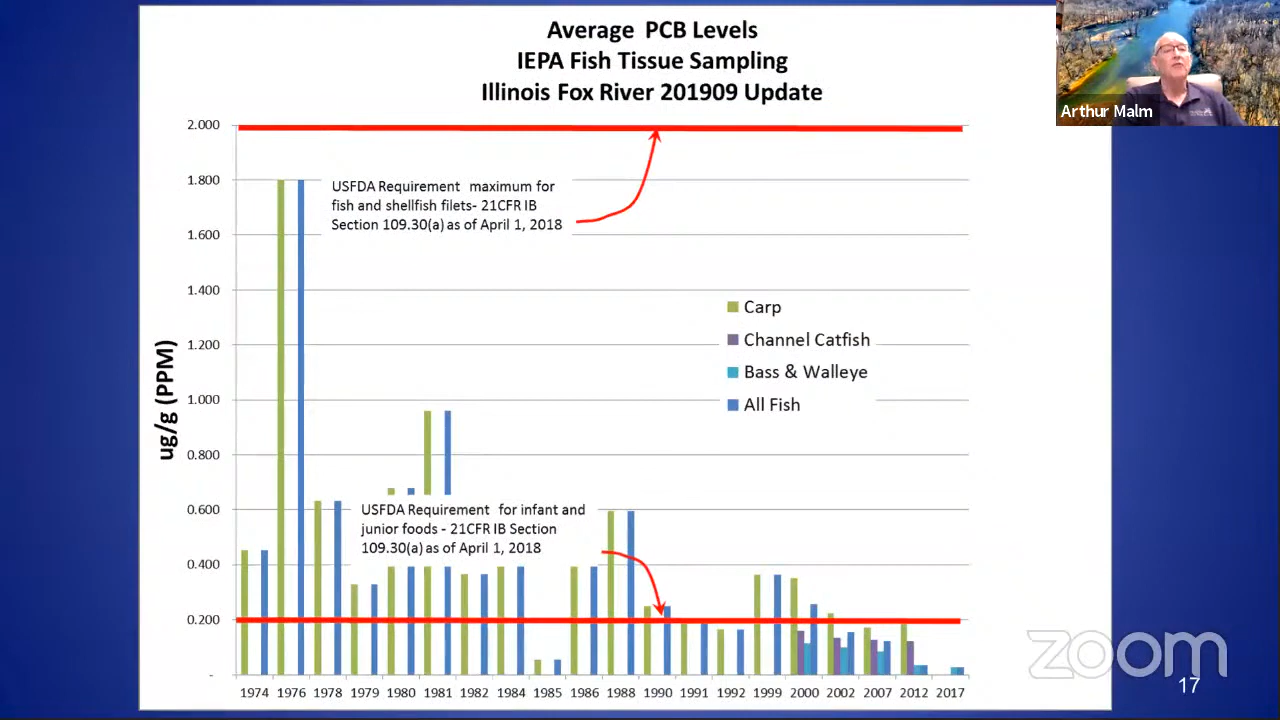 Average PCB Levels
IEPA Fish Tissue Sampling
Illinois Fox River 201909 Update
Arthur Malm
2.000
1.800
1.600
1.400
1.200
1.000
0.800
0.600
0.400
0.200
-
ug/g (PPM)
USFDA Requirement maximum for
fish and shellfish filets- 21CFR IB
Section 109.30(a) as of April 1, 2018
Carp
Channel Catfish
Bass & Walleye
All Fish
USFDA Requirement for infant and
junior foods - 21CFR IB Section
109.30(a) as of April 1, 2018
1974 1976 1978 1979 1980 1981 1982 1984 1985 1986 1988 1990 1991 1992 1999 2000 2002 2007 2012 2017
zoom
17